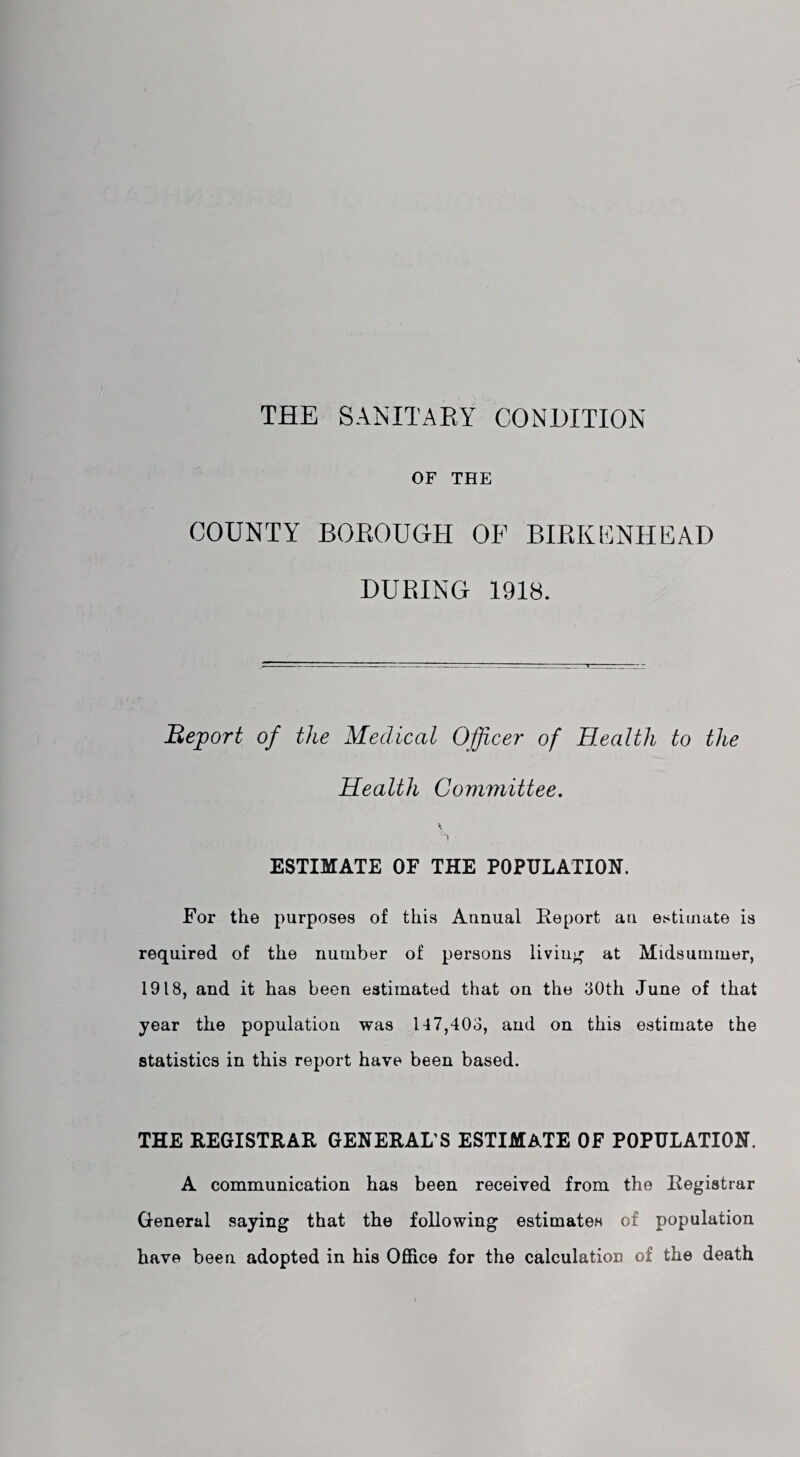 THE SANITARY CONDITION
OF THE
COUNTY BOROUGH OF BIRKENHEAD
DURING 1918.
Report of the Medical Officer of Health to the
Health Committee.
ESTIMATE OF THE POPULATION.
For the purposes of this Annual Report an estimate is
required of the number of persons living at Midsummer,
1918, and it has been estimated that on the 30th June of that
year the population was 147,403, and on this estimate the
statistics in this report have been based.
THE REGISTRAR GENERAL'S ESTIMATE OF POPULATION.
A communication has been received from the Registrar
General saying that the following estimates of population
have been adopted in his Office for the calculation of the death